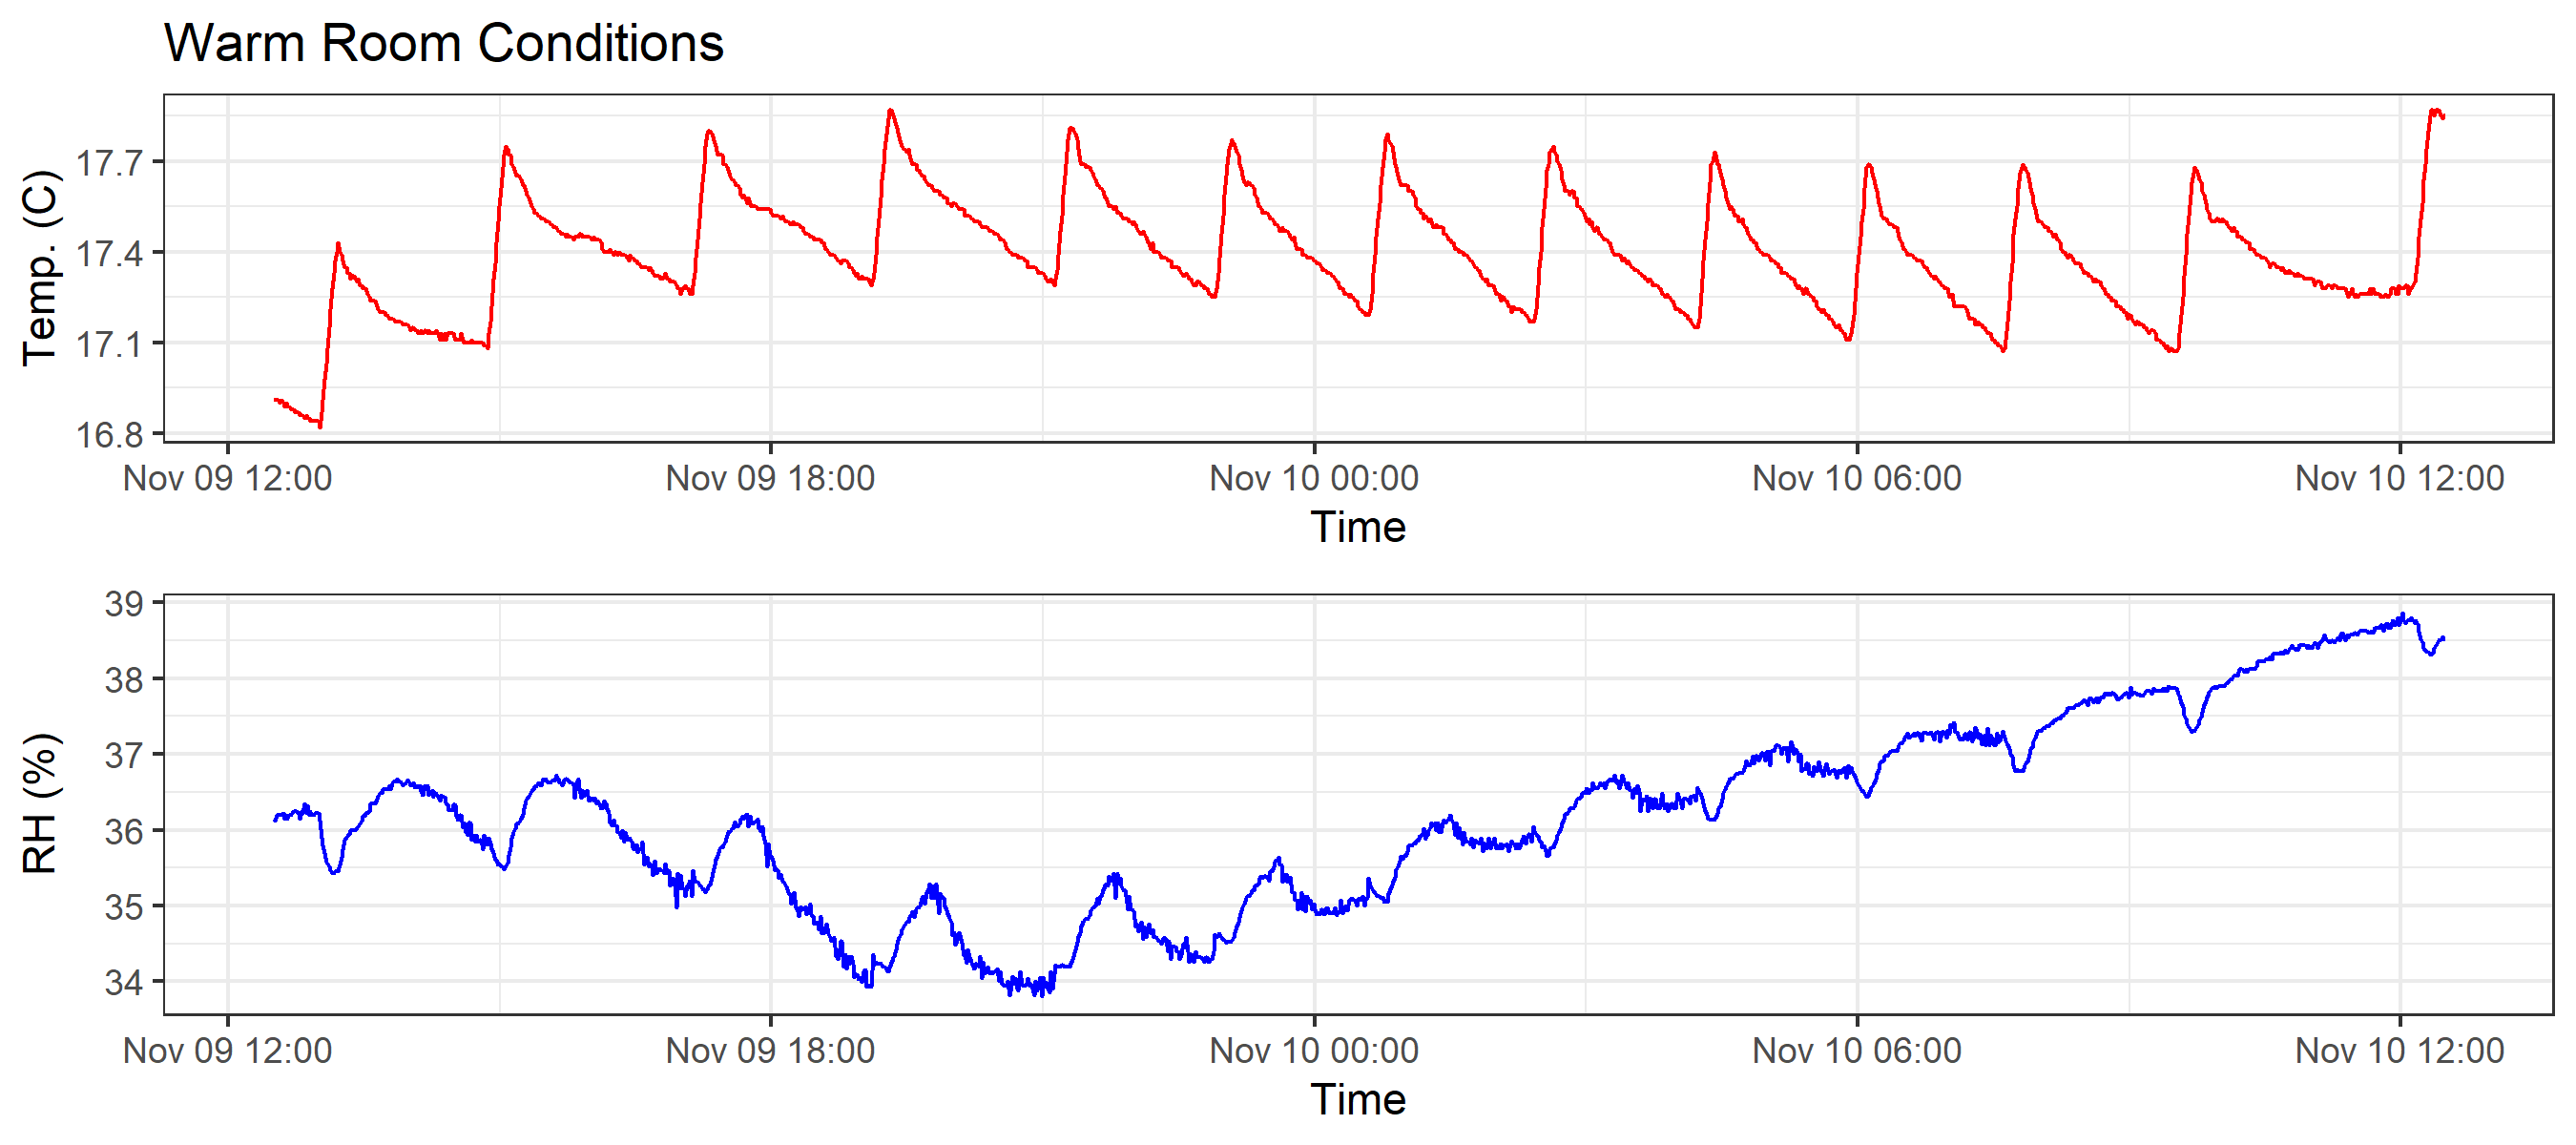 Warm Room Conditions
Temp. (C)
17.7
17.4
17.1
16.8
Nov 09 12:00 Nov 09 18:00 Nov 10 00:00 Nov 10 06:00 Nov 10 12:00
Time
RH (%)
39
38
37
36
35
34
Nov 09 12:00 Nov 09 18:00 Nov 10 00:00 Nov 10 06:00 Nov 10 12:00
Time